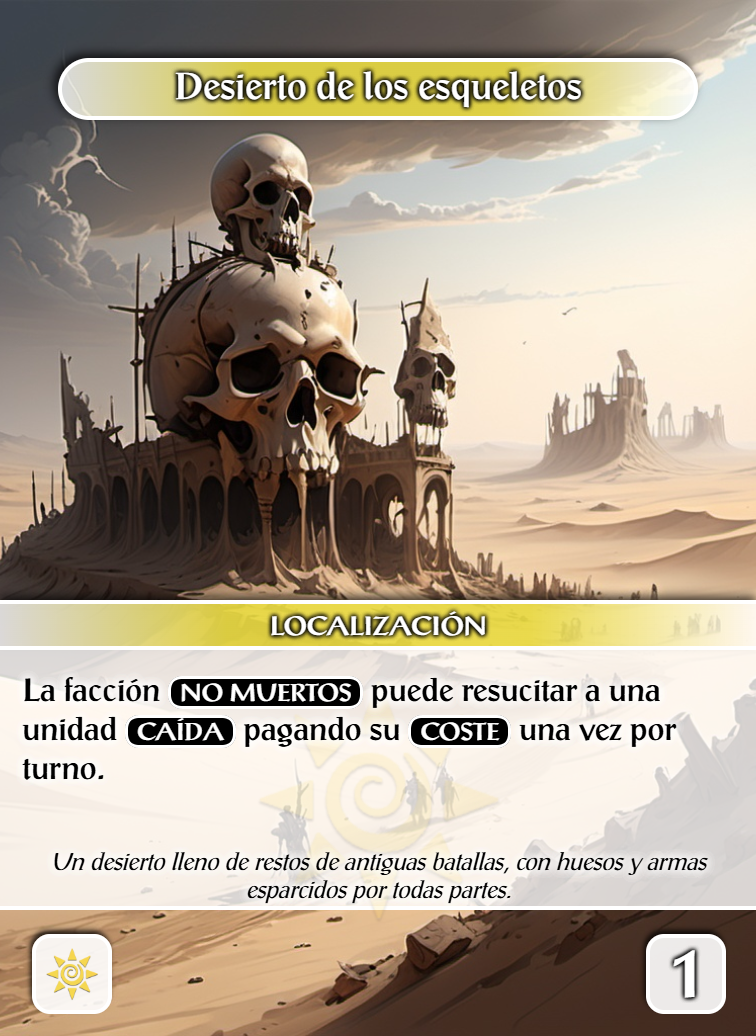 Desierto de los esqueletos
LOCALIZACIÓN
La facción NO MUERTOS puede resucitar a una
unidad CAÍDA pagando su COSTE una vez por
turno.
Un desierto lleno de restos de antiguas batallas, con huesos y armas
esparcidos por todas partes.
1